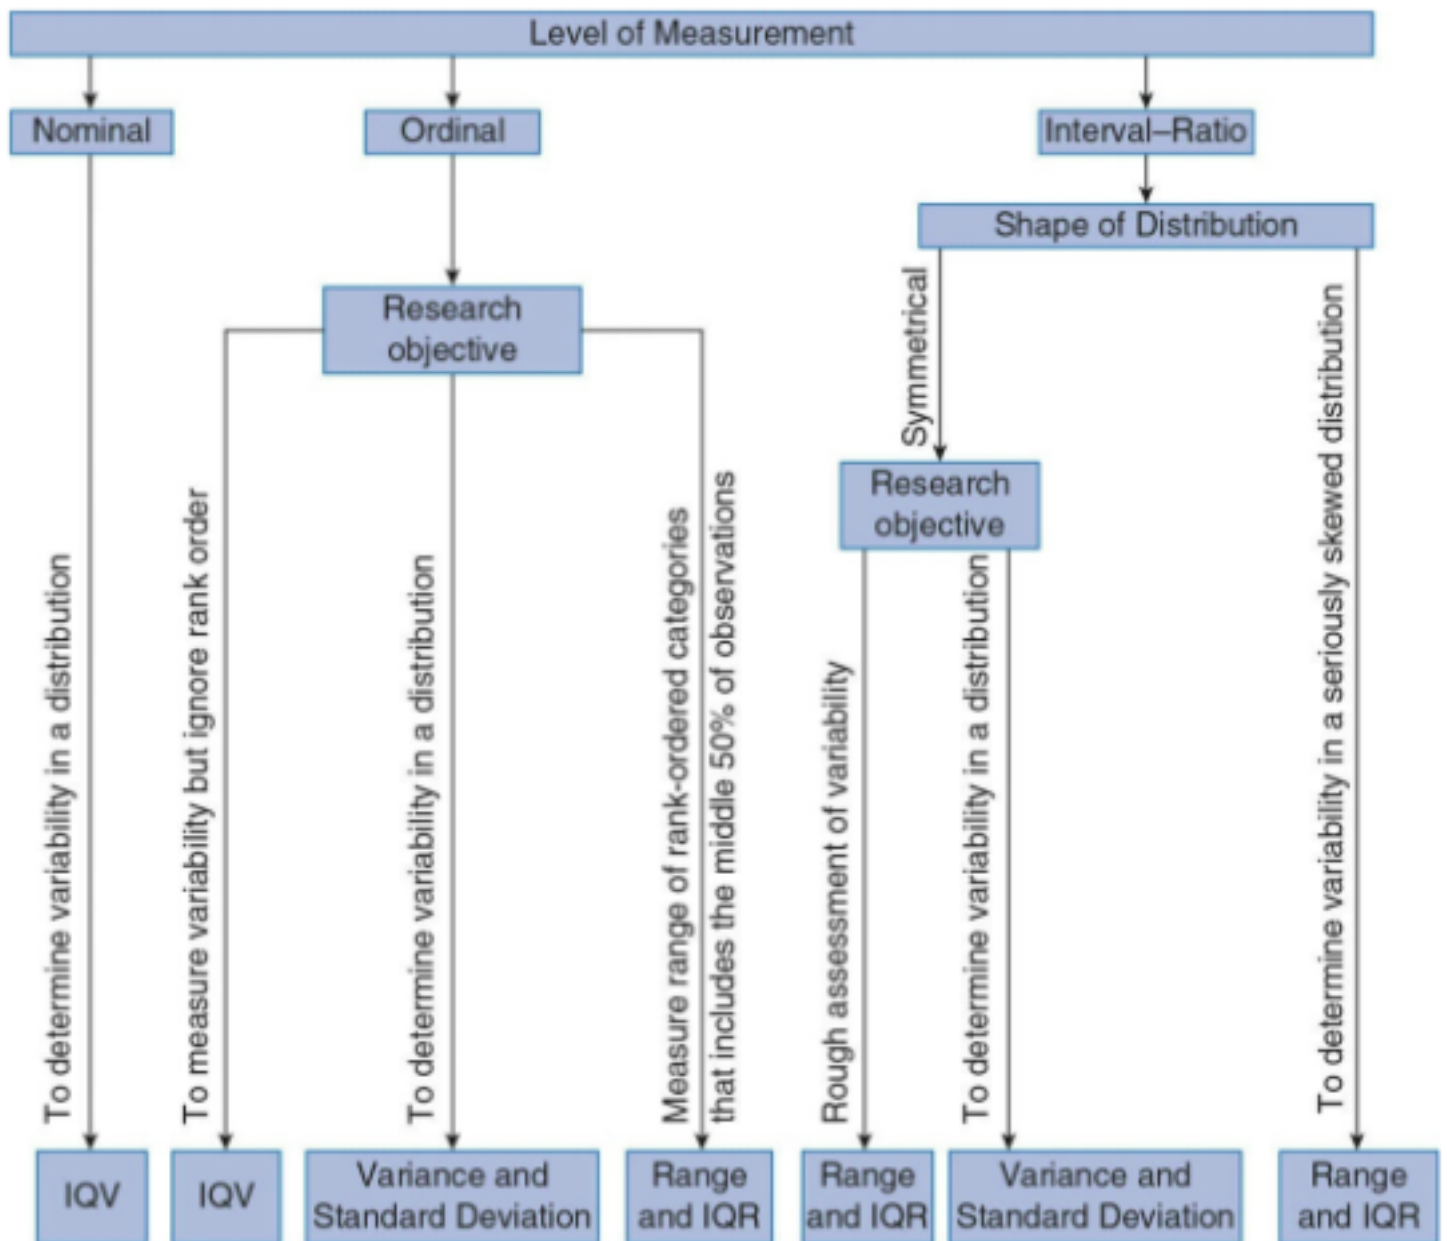 Level of Measurement
Nominal
Ordinal
Interval–Ratio
Shape of Distribution
Research
objective
Symmetrical
Research
objective
To determine variability in a distribution
To measure variability but ignore rank order
To determine variability in a distribution
Measure range of rank-ordered categories
that includes the middle 50% of observations
Rough assessment of variability
To determine variability in a distribution
To determine variability in a seriously skewed distribution
IQV
IQV
Variance and
Standard Deviation
Range
and IQR
Range
and IQR
Variance and
Standard Deviation
Range
and IQR